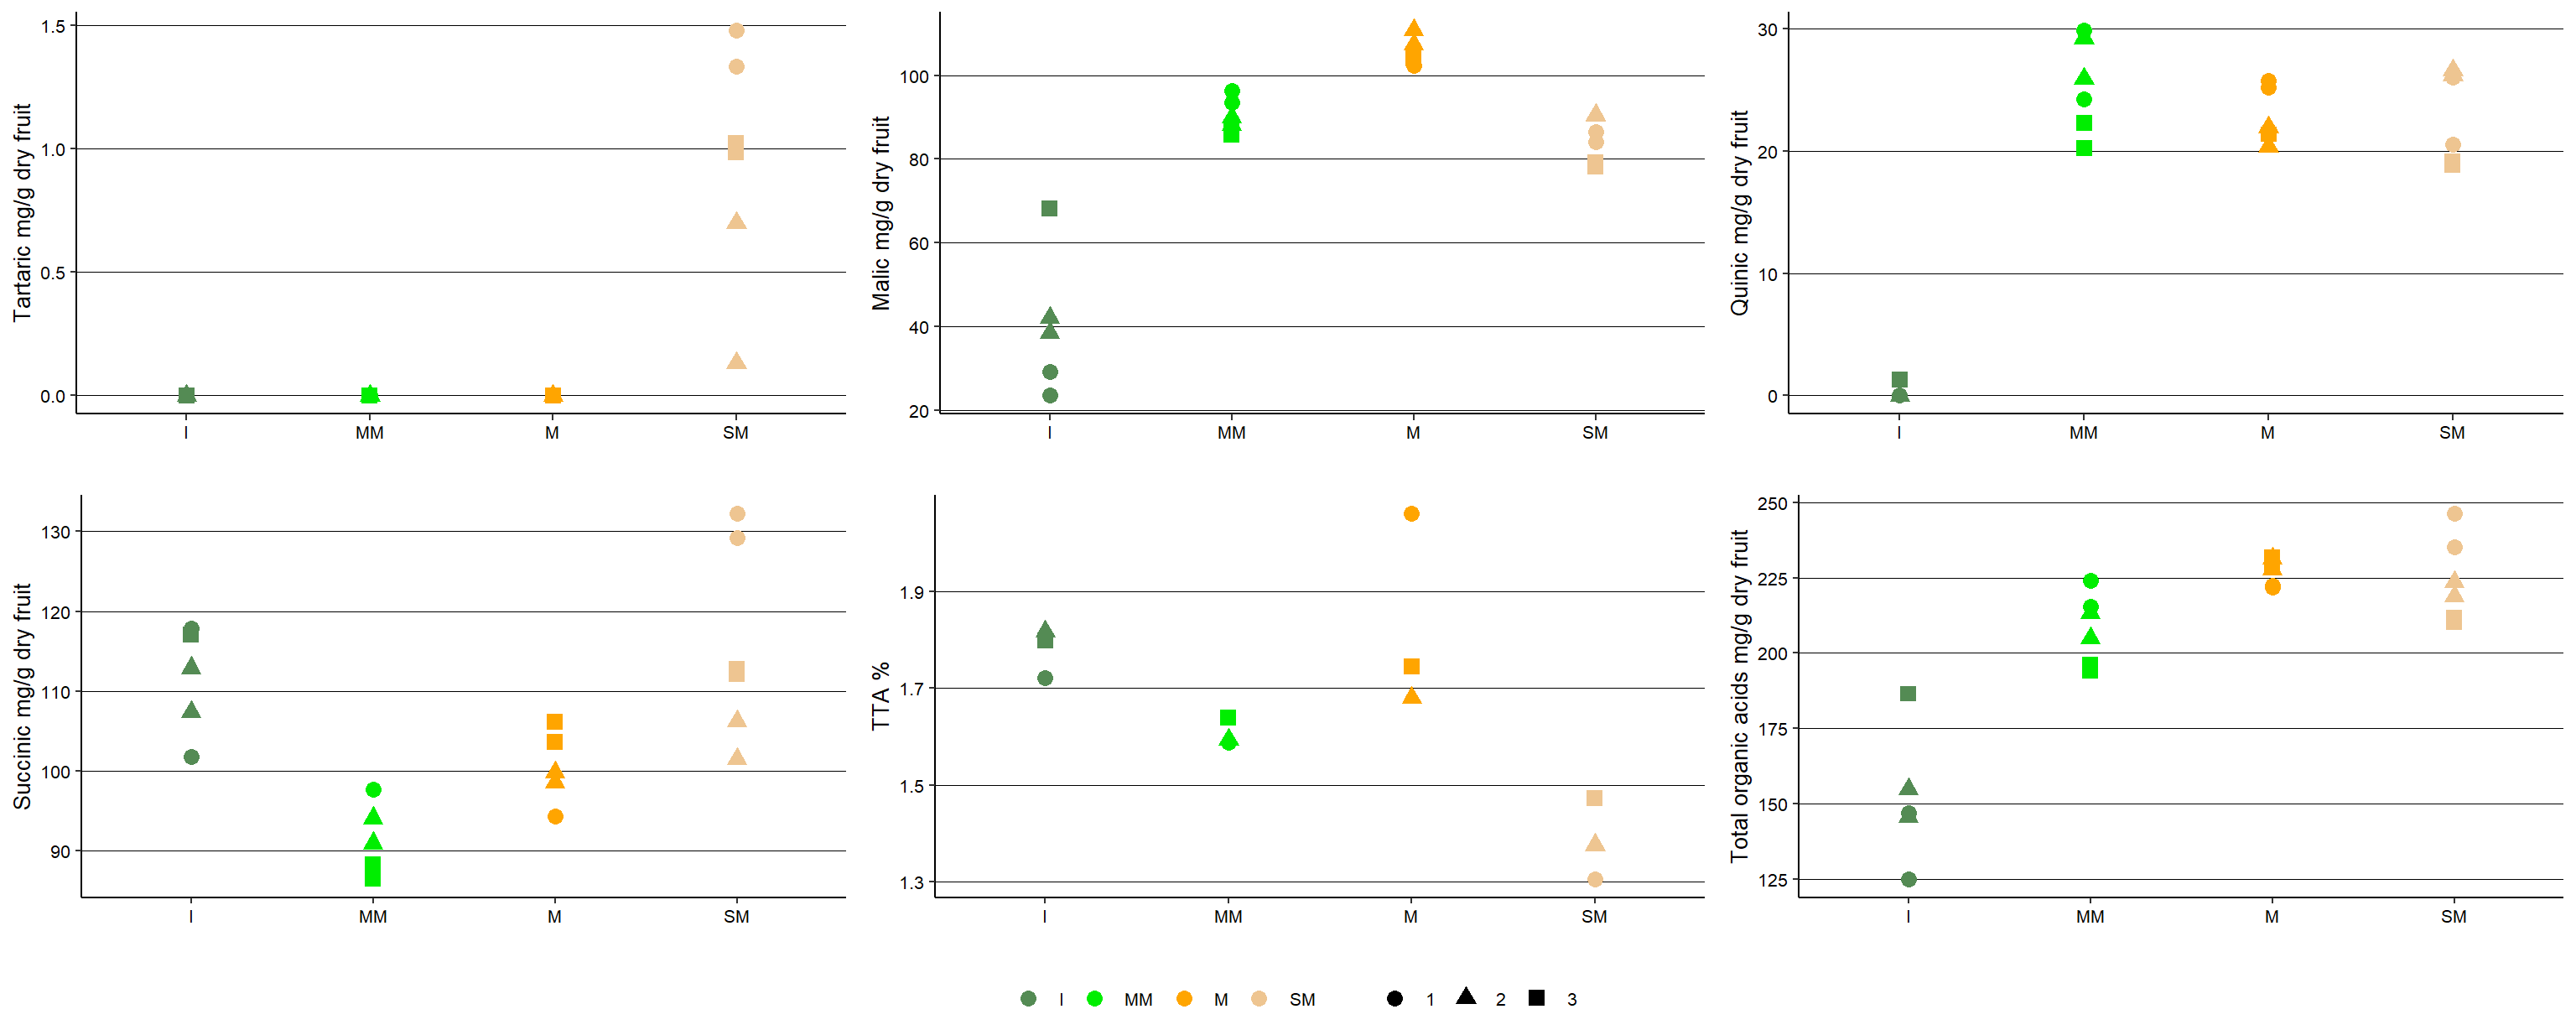 Tartaric mg/g dry fruit
1.5
1.0
0.5
0.0
I MM M SM
Malic mg/g dry fruit
100
80
60
40
20
I MM M SM
Quinic mg/g dry fruit
30
20
10
0
I MM M SM
Succinic mg/g dry fruit
130
120
110
100
90
I MM M SM
TTA %
1.9
1.7
1.5
1.3
I MM M SM
Total organic acids mg/g dry fruit
250
225
200
175
150
125
I MM M SM
I MM M SM 1 2 3